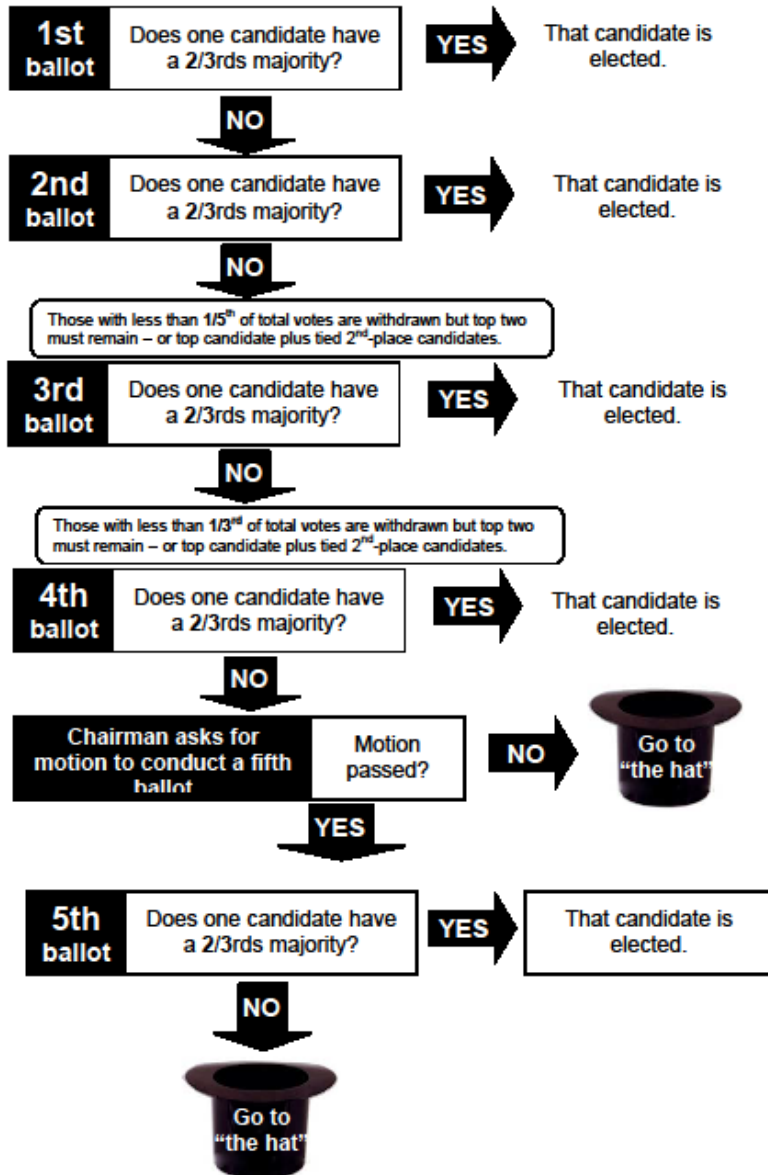 1st
ballot
Does one candidate have
a 2/3rds majority?
YES
That candidate is
elected.
NO
2nd
ballot
Does one candidate have
a 2/3rds majority?
YES
That candidate is
elected.
NO
Those with less than 1/5th of total votes are withdrawn but top two
must remain – or top candidate plus tied 2nd-place candidates.
3rd
ballot
Does one candidate have
a 2/3rds majority?
YES
That candidate is
elected.
NO
Those with less than 1/3rd of total votes are withdrawn but top two
must remain – or top candidate plus tied 2nd-place candidates.
4th
ballot
Does one candidate have
a 2/3rds majority?
YES
That candidate is
elected.
NO
Chairman asks for
motion to conduct a fifth
ballot
Motion
passed?
NO
Go to
“the hat”
YES
5th
ballot
Does one candidate have
a 2/3rds majority?
YES
That candidate is
elected.
NO
Go to
“the hat”